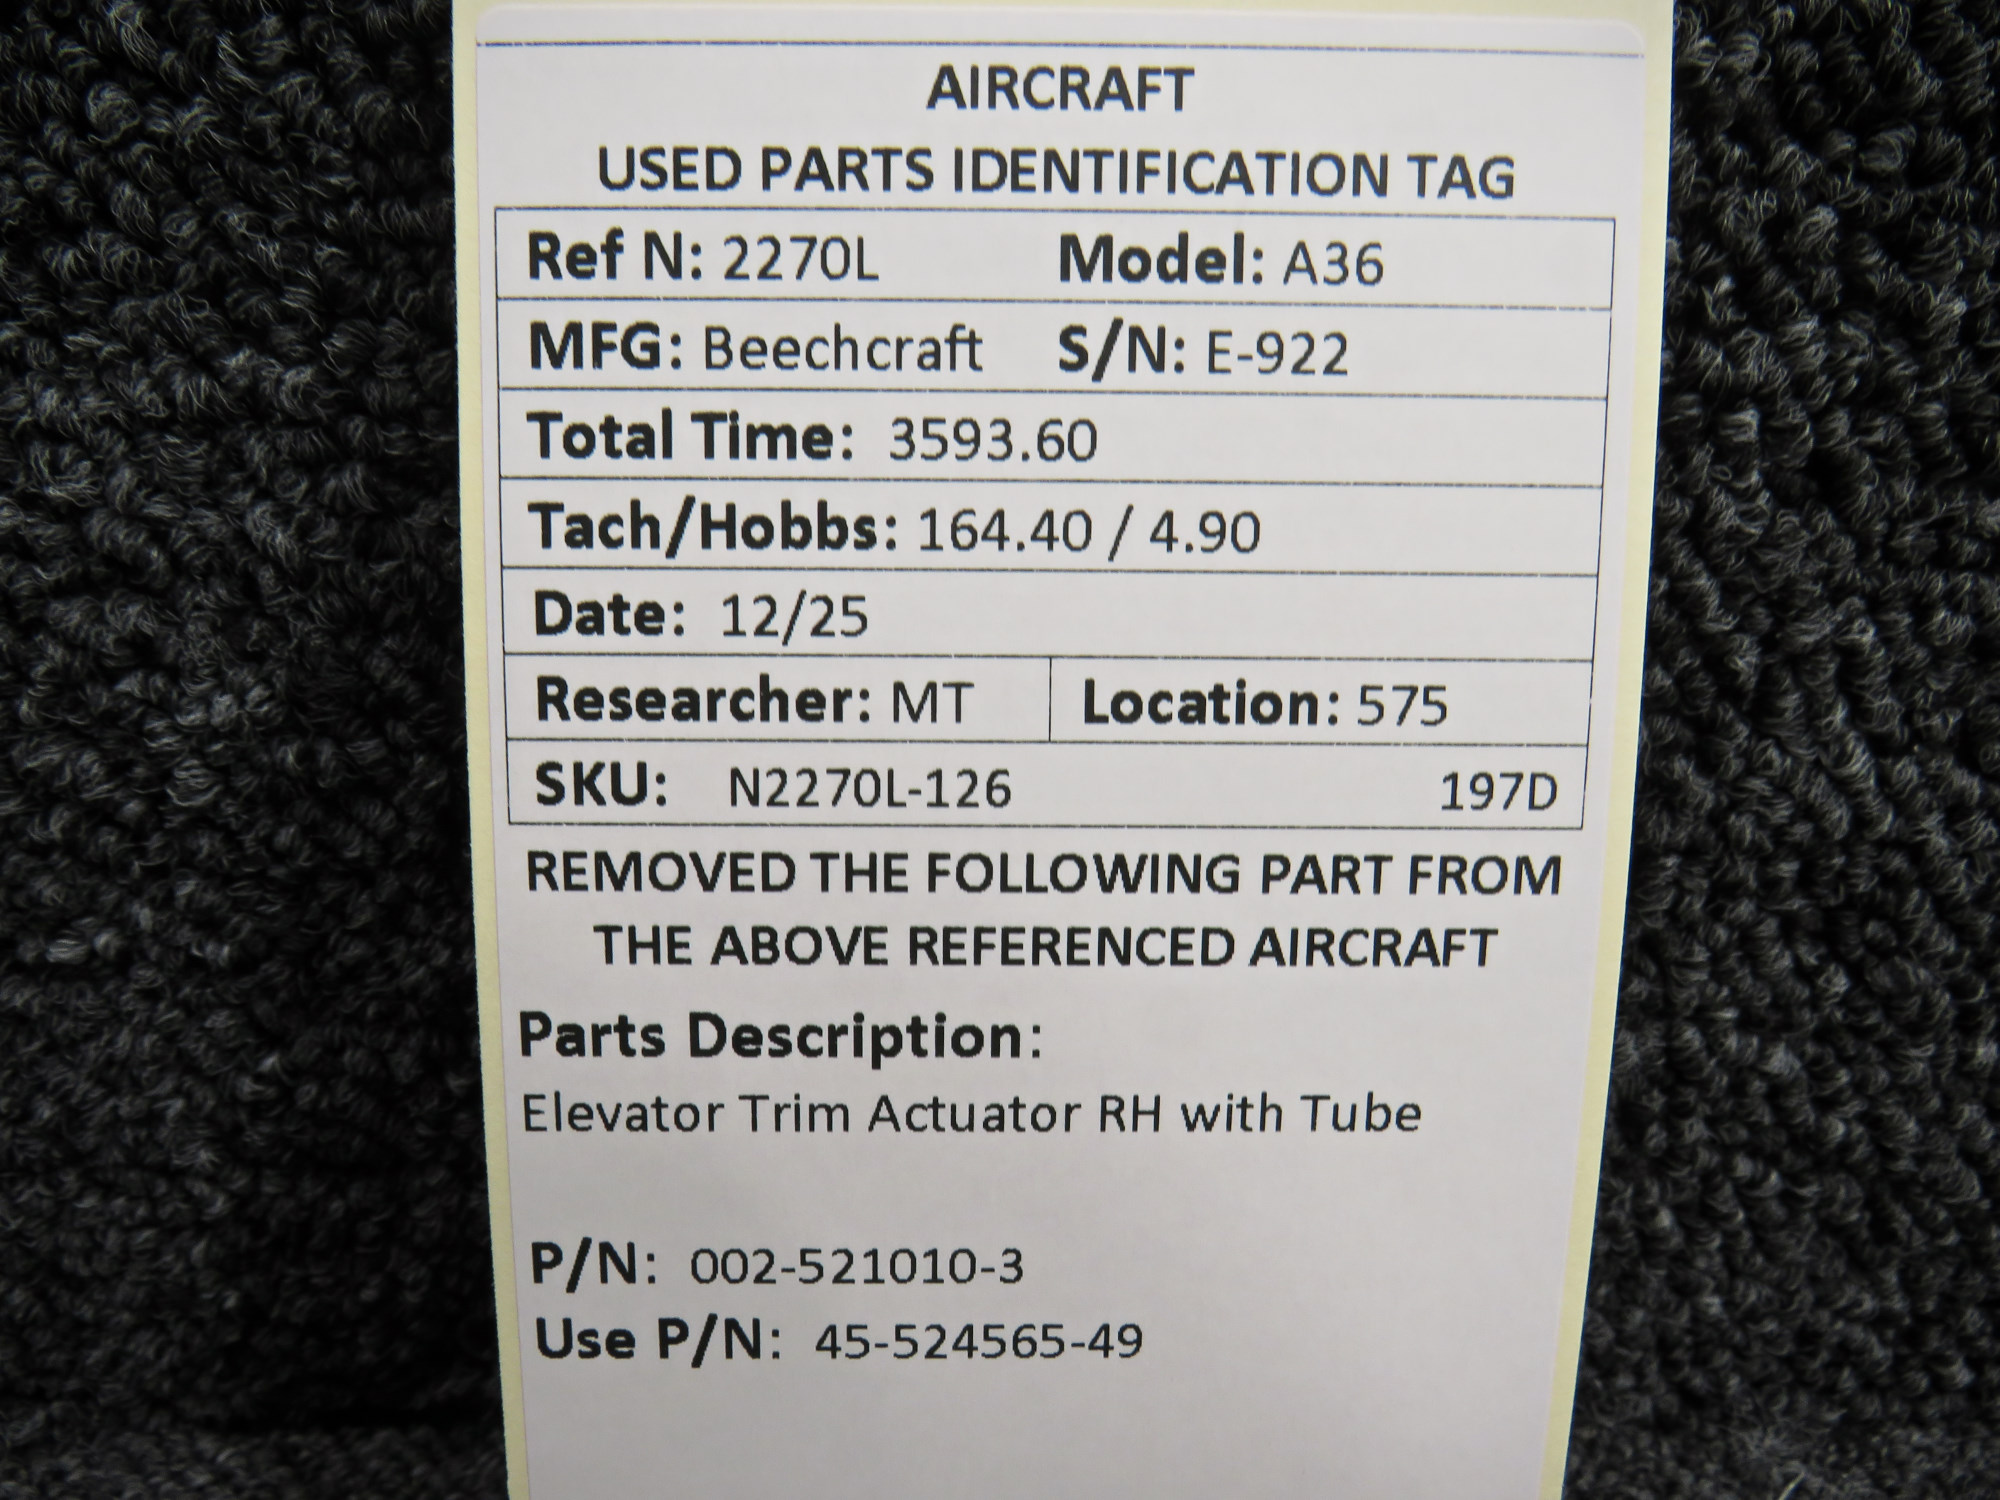 AIRCRAFT
USED PARTS IDENTIFICATION TAG
Ref N: 2270L Model: A36
MFG: Beechcraft S/N: E-922
Total Time: 3593.60
Tach/Hobbs: 164.40 / 4.90
Date: 12/25
Researcher: MT Location: 575
SKU: N2270L-126 197D
REMOVED THE FOLLOWING PART FROM
THE ABOVE REFERENCED AIRCRAFT
Parts Description:
Elevator Trim Actuator RH with Tube
P/N: 002-521010-3
Use P/N: 45-524565-49